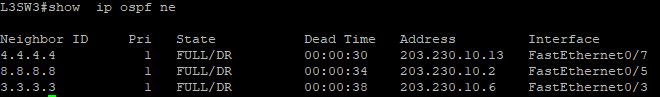 L3SW3#show  ip ospf ne
Neighbor ID     Pri   State           Dead Time   Address         Interface
4.4.4.4           1   FULL/DR         00:00:30    203.230.10.13   FastEthernet0/7
8.8.8.8           1   FULL/DR         00:00:34    203.230.10.2    FastEthernet0/5
3.3.3.3           1   FULL/DR         00:00:38    203.230.10.6    FastEthernet0/3